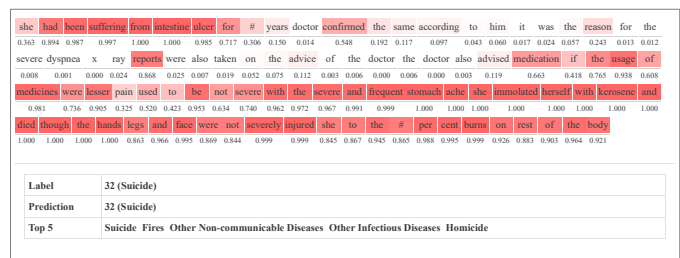 she had been suffering from intestine ulcer for # years doctor confirmed the same according to him it was the reason for the
0.363 0.894 0.987 0.997 1.000 1.000 0.985 0.717 0.306 0.150 0.014 0.548 0.192 0.117 0.097 0.043 0.060 0.017 0.024 0.057 0.243 0.013 0.012
severe dyspnea x ray reports were also taken on the advice of the doctor the doctor also advised medication if the usage of
0.008 0.001 0.000 0.024 0.868 0.025 0.007 0.019 0.052 0.075 0.112 0.003 0.006 0.000 0.006 0.000 0.003 0.119 0.663 0.418 0.765 0.938 0.608
medicines were lesser pain used to be not severe with the severe and frequent stomach ache she immolated herself with kerosene and
0.981 0.736 0.905 0.325 0.520 0.423 0.953 0.634 0.740 0.962 0.972 0.967 0.991 0.999 1.000 1.000 1.000 1.000 1.000 1.000 1.000 1.000
died though the hands legs and face were not severely injured she to the # per cent burns on rest of the body
1.000 1.000 1.000 1.000 0.863 0.966 0.995 0.869 0.844 0.999 0.999 0.845 0.867 0.945 0.865 0.988 0.995 0.999 0.926 0.883 0.903 0.964 0.921
Label 32 (Suicide)
Prediction 32 (Suicide)
Top 5 Suicide Fires Other Non-communicable Diseases Other Infectious Diseases Homicide